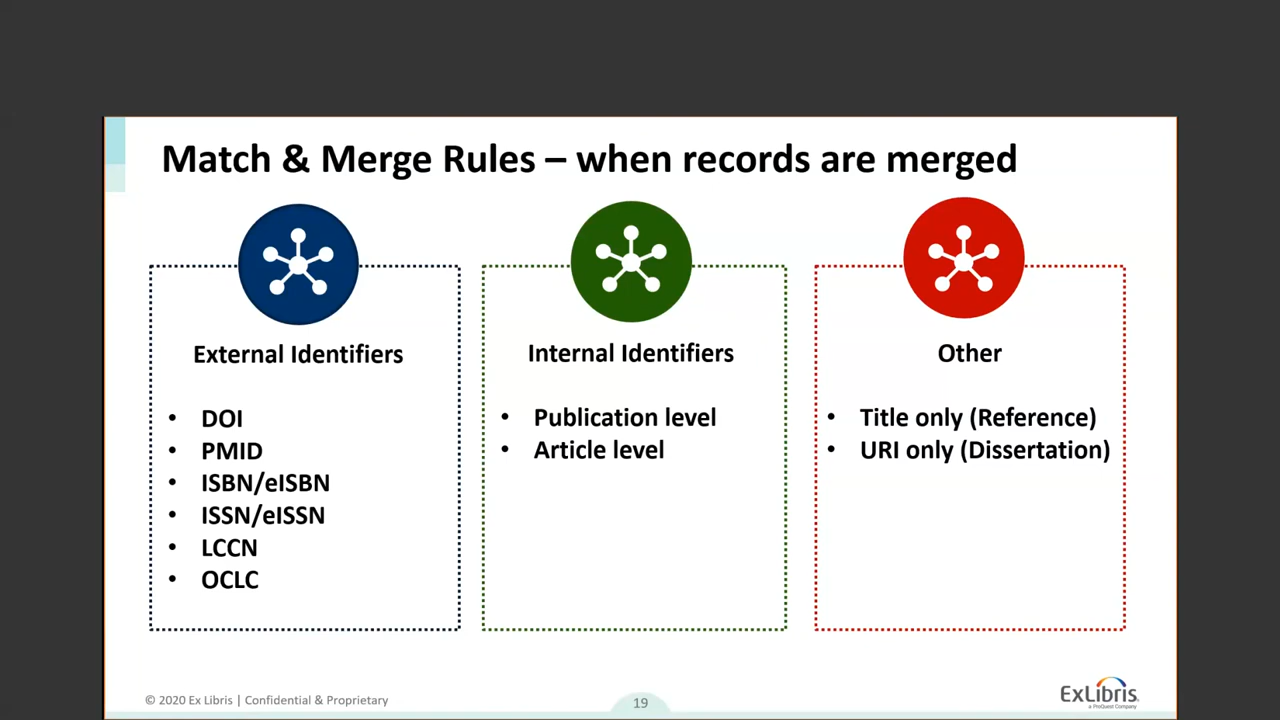 Match & Merge Rules – when records are merged
External Identifiers
• DOI
• PMID
• ISBN/eISBN
• ISSN/eISSN
• LCCN
• OCLC
Internal Identifiers
• Publication level
• Article level
Other
• Title only (Reference)
• URI only (Dissertation)
© 2020 Ex Libris | Confidential & Proprietary
19
ExLibris
a ProQuest Company